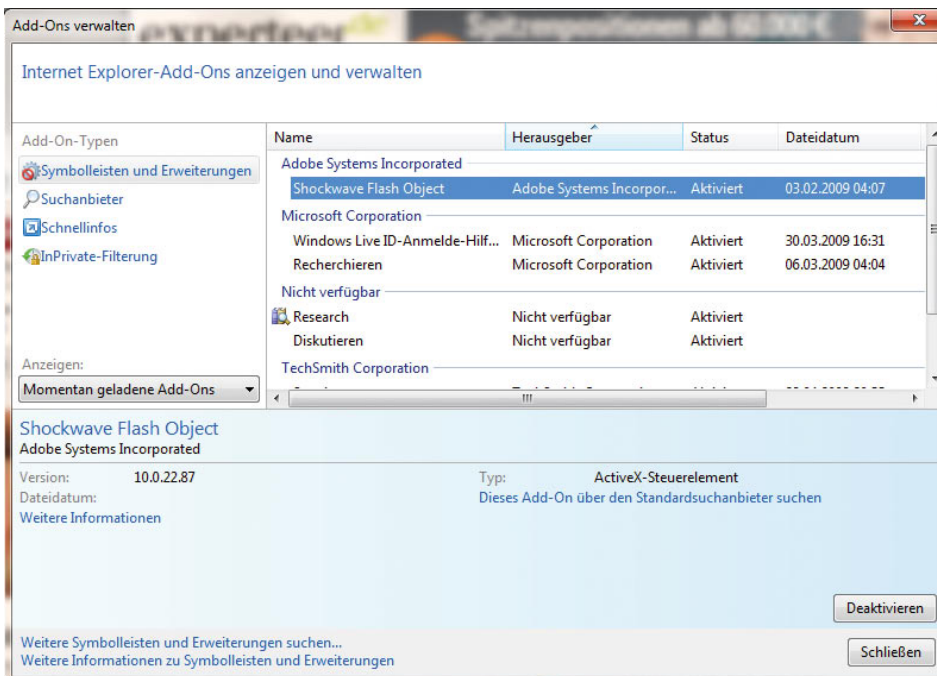 Add-Ons verwalten
experteer.de
Spitzenpositionen ab 60.000 €
Internet Explorer-Add-Ons anzeigen und verwalten
Add-On-Typen
Symbolleisten und Erweiterungen
Suchanbieter
Schnellinfos
InPrivate-Filterung
Anzeigen:
Momentan geladene Add-Ons
Name Herausgeber Status Dateidatum
Adobe Systems Incorporated
Shockwave Flash Object Adobe Systems Incorpor... Aktiviert 03.02.2009 04:07
Microsoft Corporation
Windows Live ID-Anmelde-Hilf... Microsoft Corporation Aktiviert 30.03.2009 16:31
Recherchieren Microsoft Corporation Aktiviert 06.03.2009 04:04
Nicht verfügbar
Research Nicht verfügbar Aktiviert
Diskutieren Nicht verfügbar Aktiviert
TechSmith Corporation
Shockwave Flash Object
Adobe Systems Incorporated
Version: 10.0.22.87
Typ: ActiveX-Steuerelement
Dateidatum:
Dieses Add-On über den Standardsuchanbieter suchen
Weitere Informationen
Deaktivieren
Weitere Symbolleisten und Erweiterungen suchen...
Weitere Informationen zu Symbolleisten und Erweiterungen
Schließen